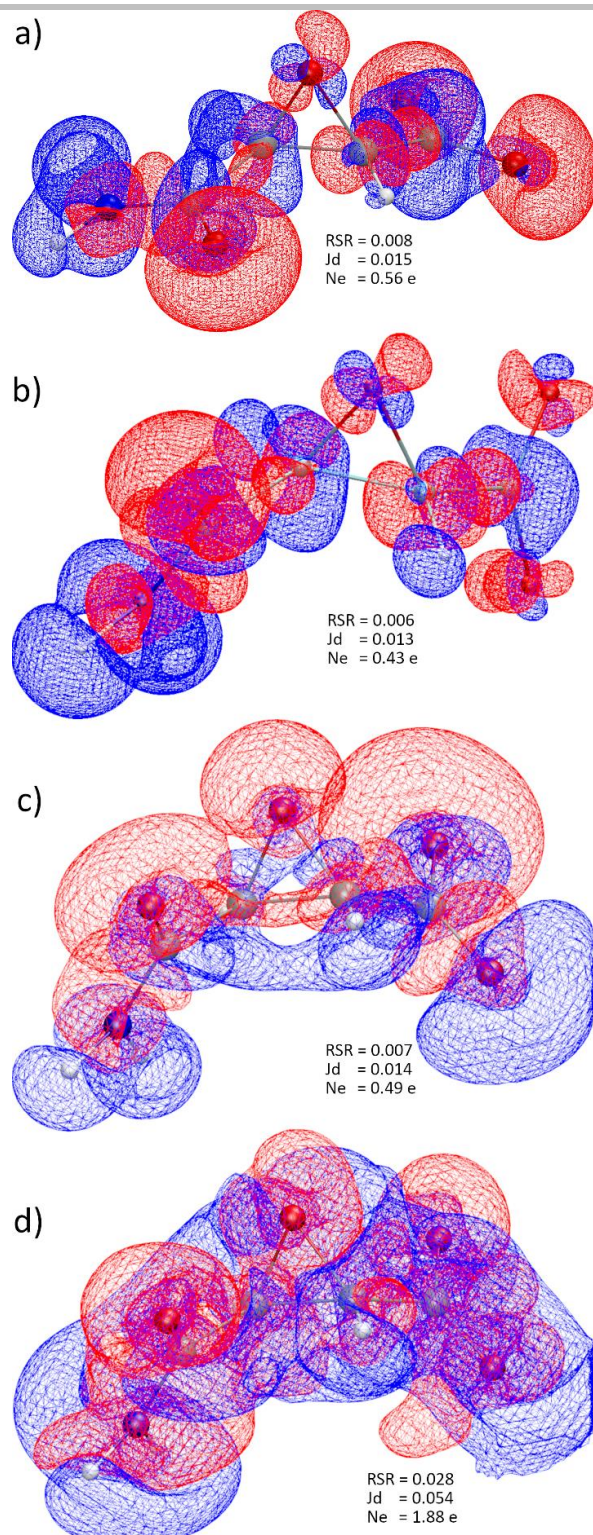 a)
RSR = 0.008
Jd = 0.015
Ne = 0.56 e
b)
RSR = 0.006
Jd = 0.013
Ne = 0.43 e
c)
RSR = 0.007
Jd = 0.014
Ne = 0.49 e
d)
RSR = 0.028
Jd = 0.054
Ne = 1.88 e